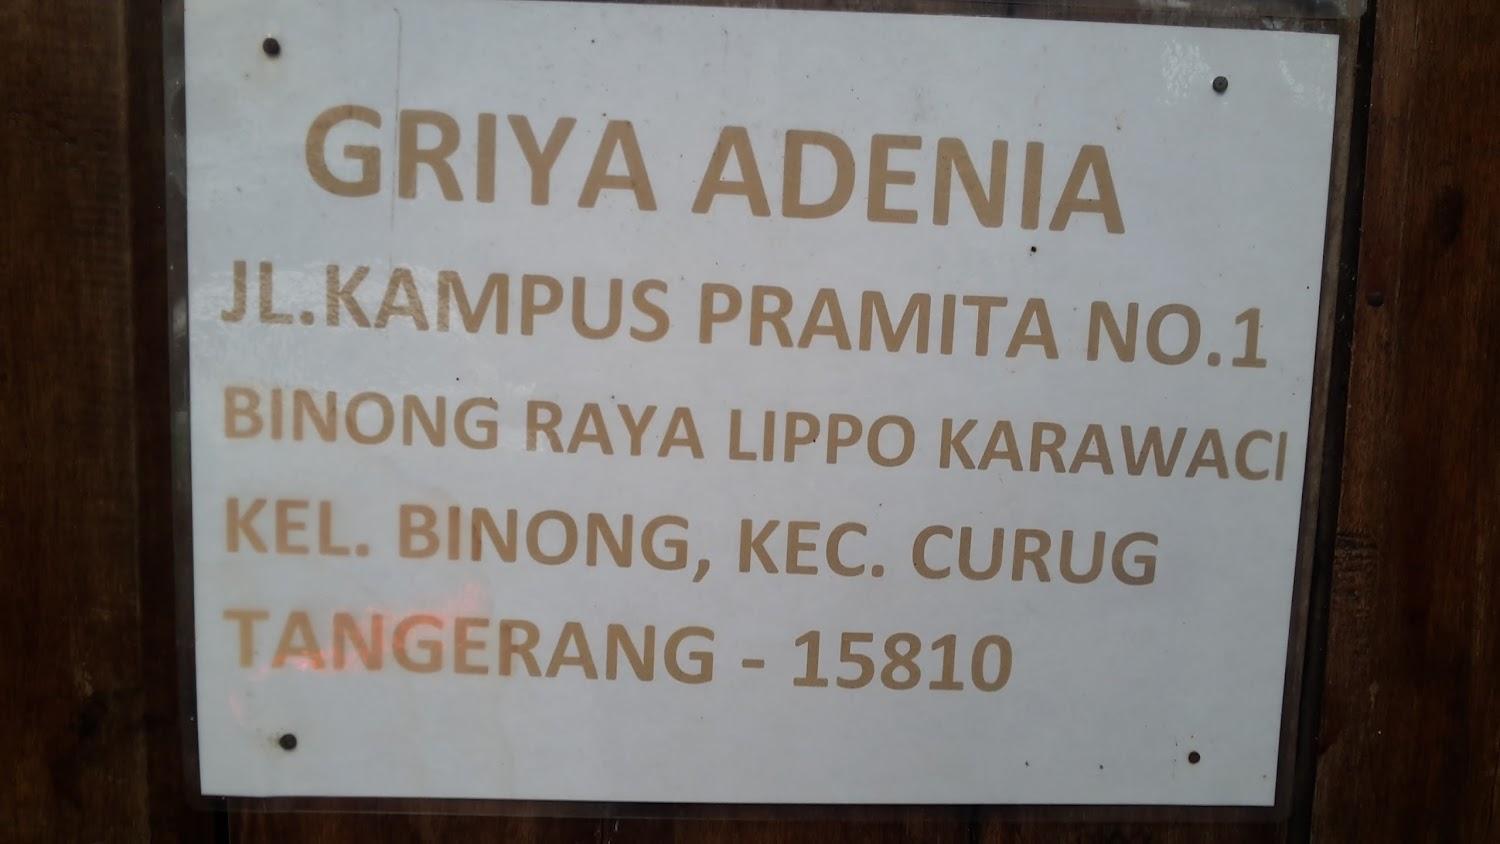 GRIYA ADENIA
JL.KAMPUS PRAMITA NO.1
BINONG RAYA LIPPO KARAWACI
KEL. BINONG, KEC. CURUG
TANGERANG - 15810